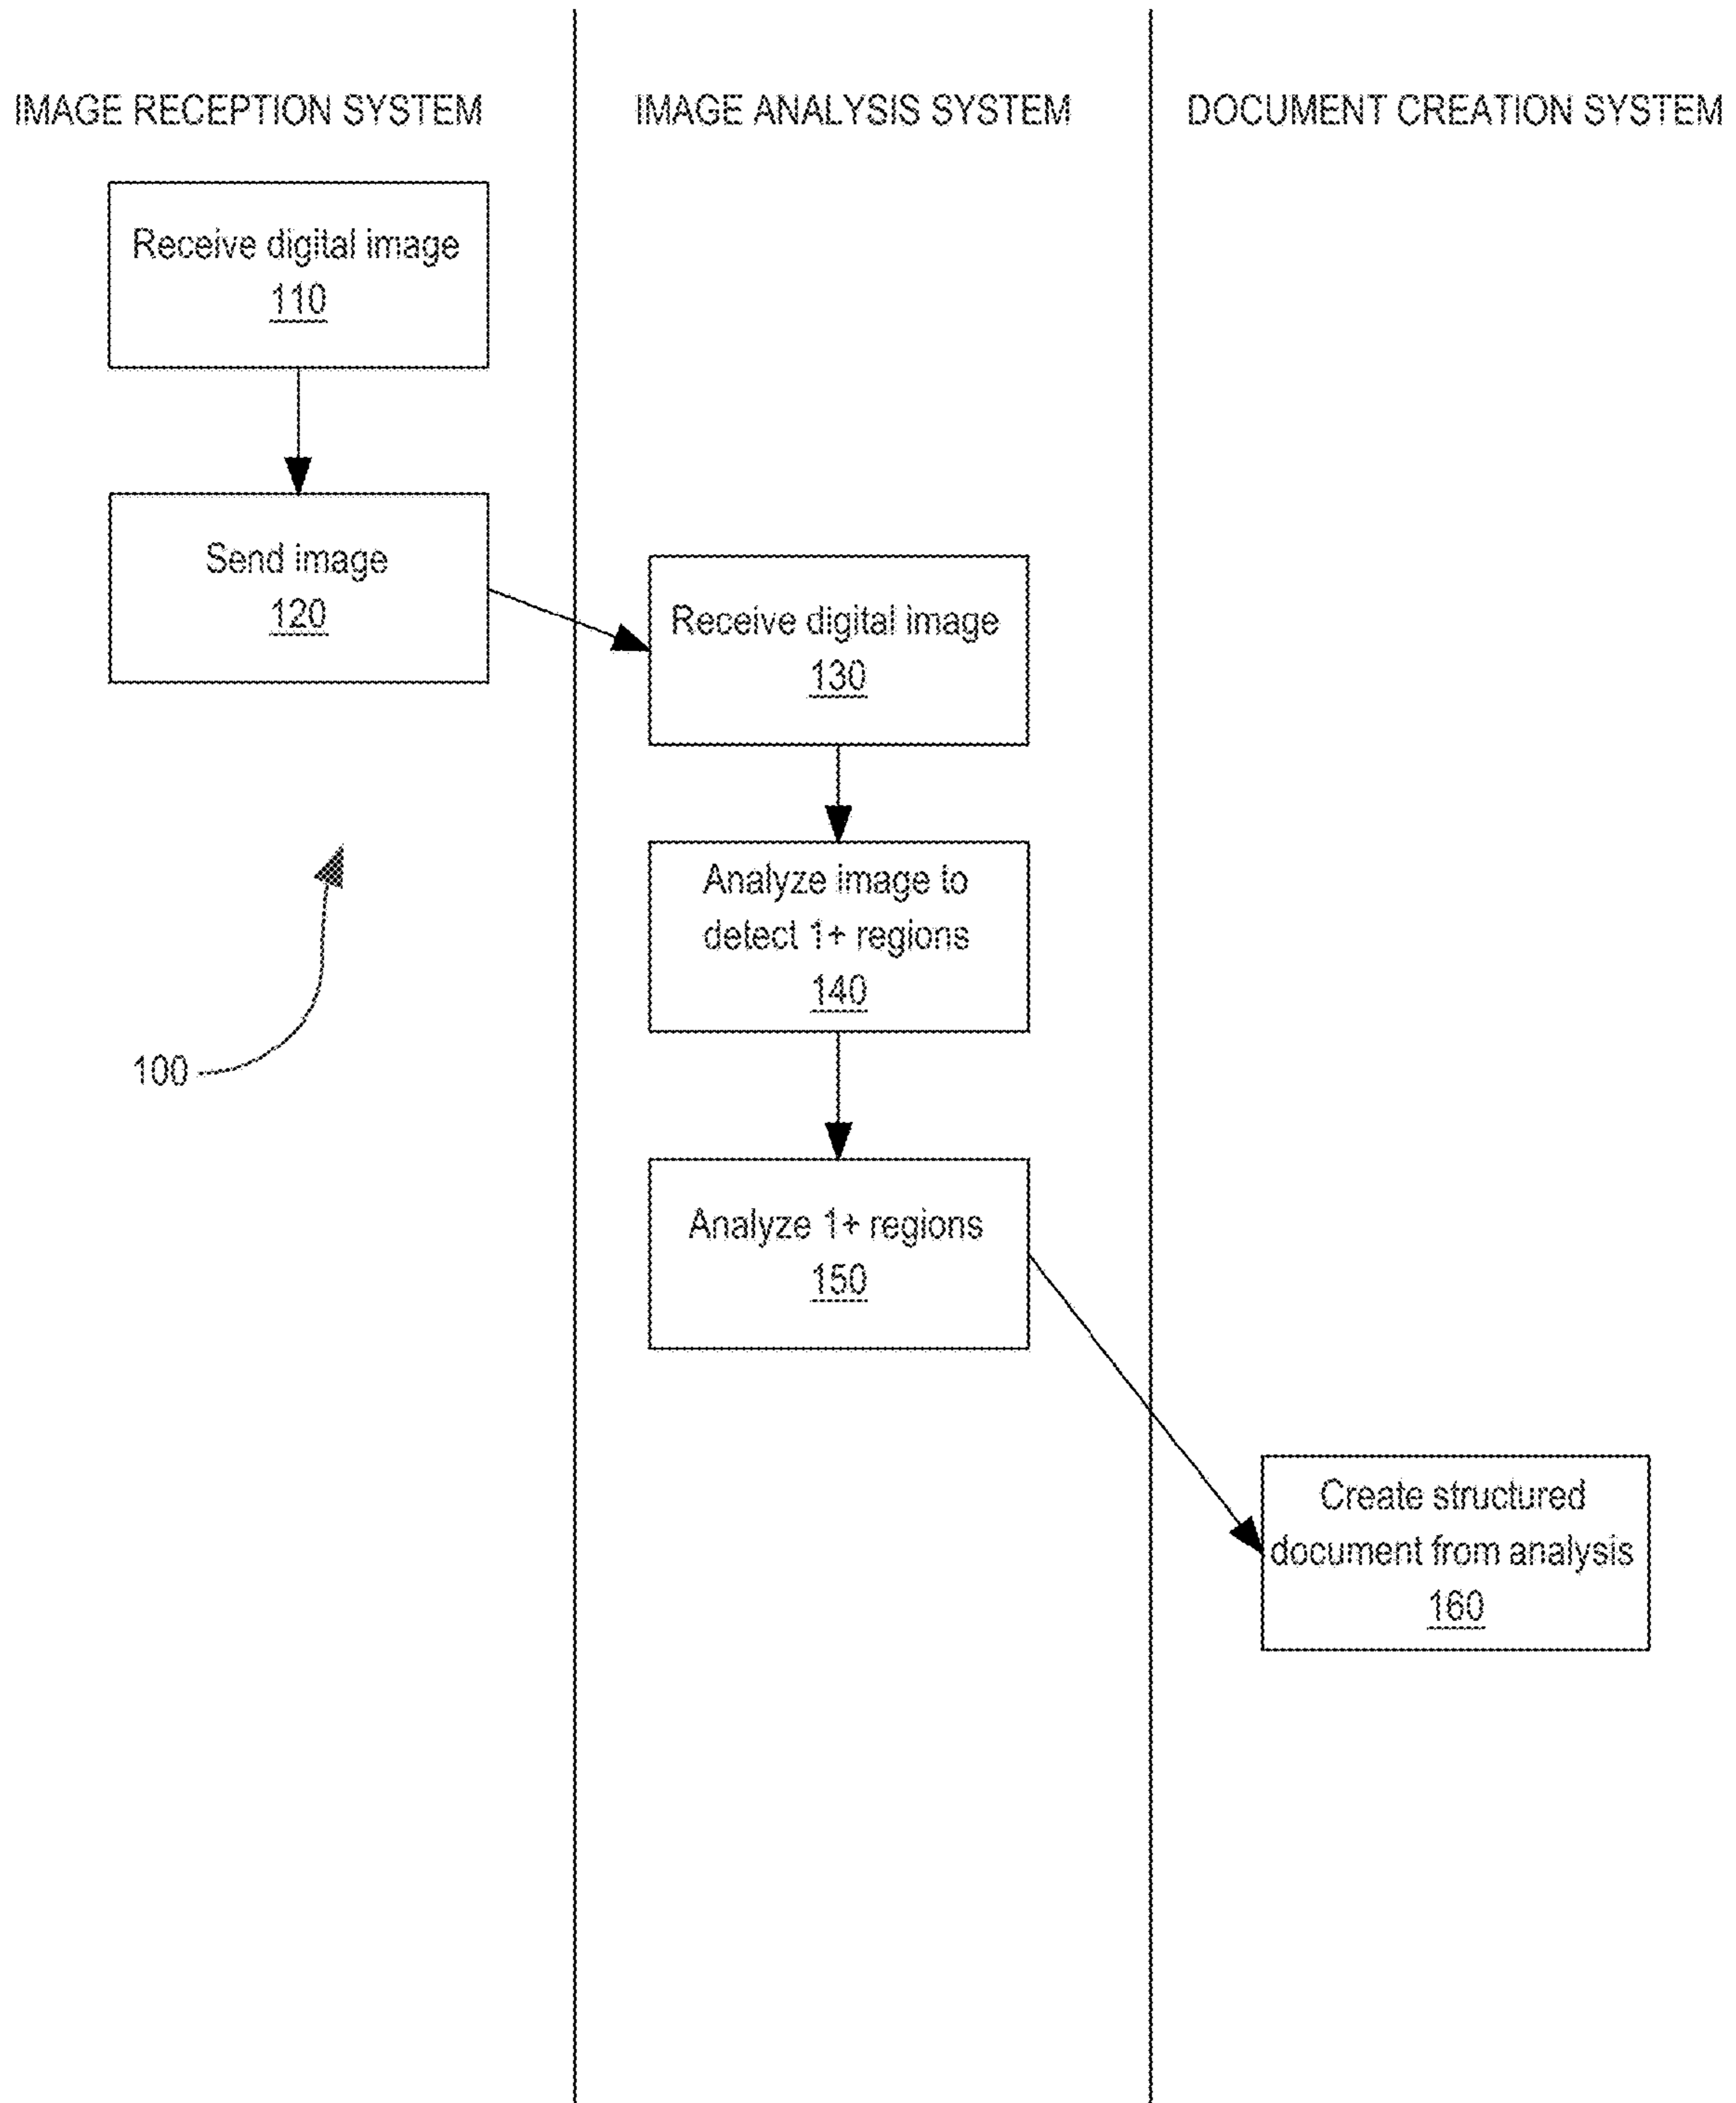 IMAGE RECEPTION SYSTEM
IMAGE ANALYSIS SYSTEM
DOCUMENT CREATION SYSTEM
Receive digital image
110
Send image
120
Receive digital image
130
Analyze image to
detect 1+ regions
140
100
Analyze 1+ regions
150
Create structured
document from analysis
160